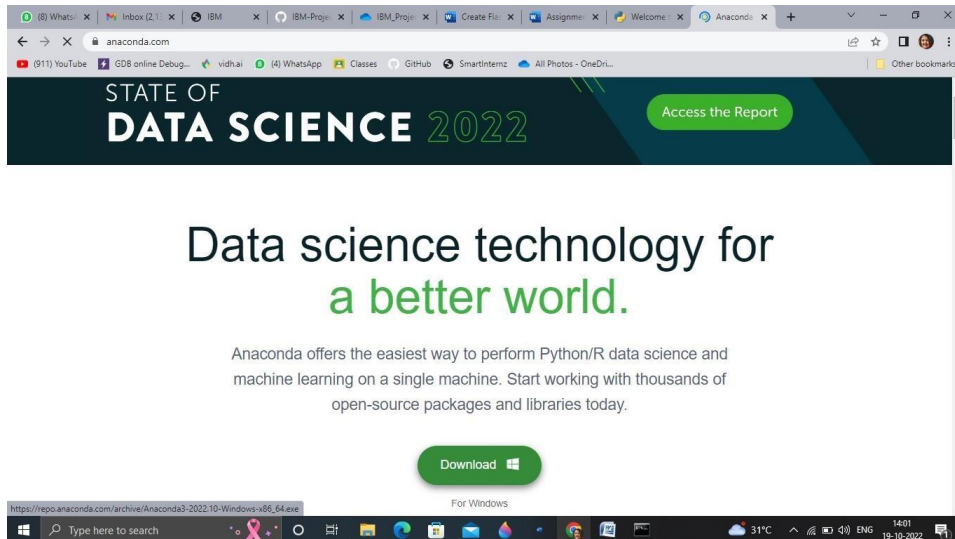 (8) WhatsA
Inbox (2,1
IBM
IBM-Projec
IBM_Projec
Create Flas
Assignmen
Welcome t
Anaconda
anaconda.com
(911) YouTube
GDB online Debug...
vidh.ai
(4) WhatsApp
Classes
GitHub
SmartInternz
All Photos - OneDri...
Other bookmarks
STATE OF
DATA SCIENCE 2022
Access the Report
Data science technology for
a better world.
Anaconda offers the easiest way to perform Python/R data science and
machine learning on a single machine. Start working with thousands of
open-source packages and libraries today.
Download
For Windows
https://repo.anaconda.com/archive/Anaconda3-2022.10-Windows-x86_64.exe
Type here to search
31°C
ENG
14:01
19-10-2022